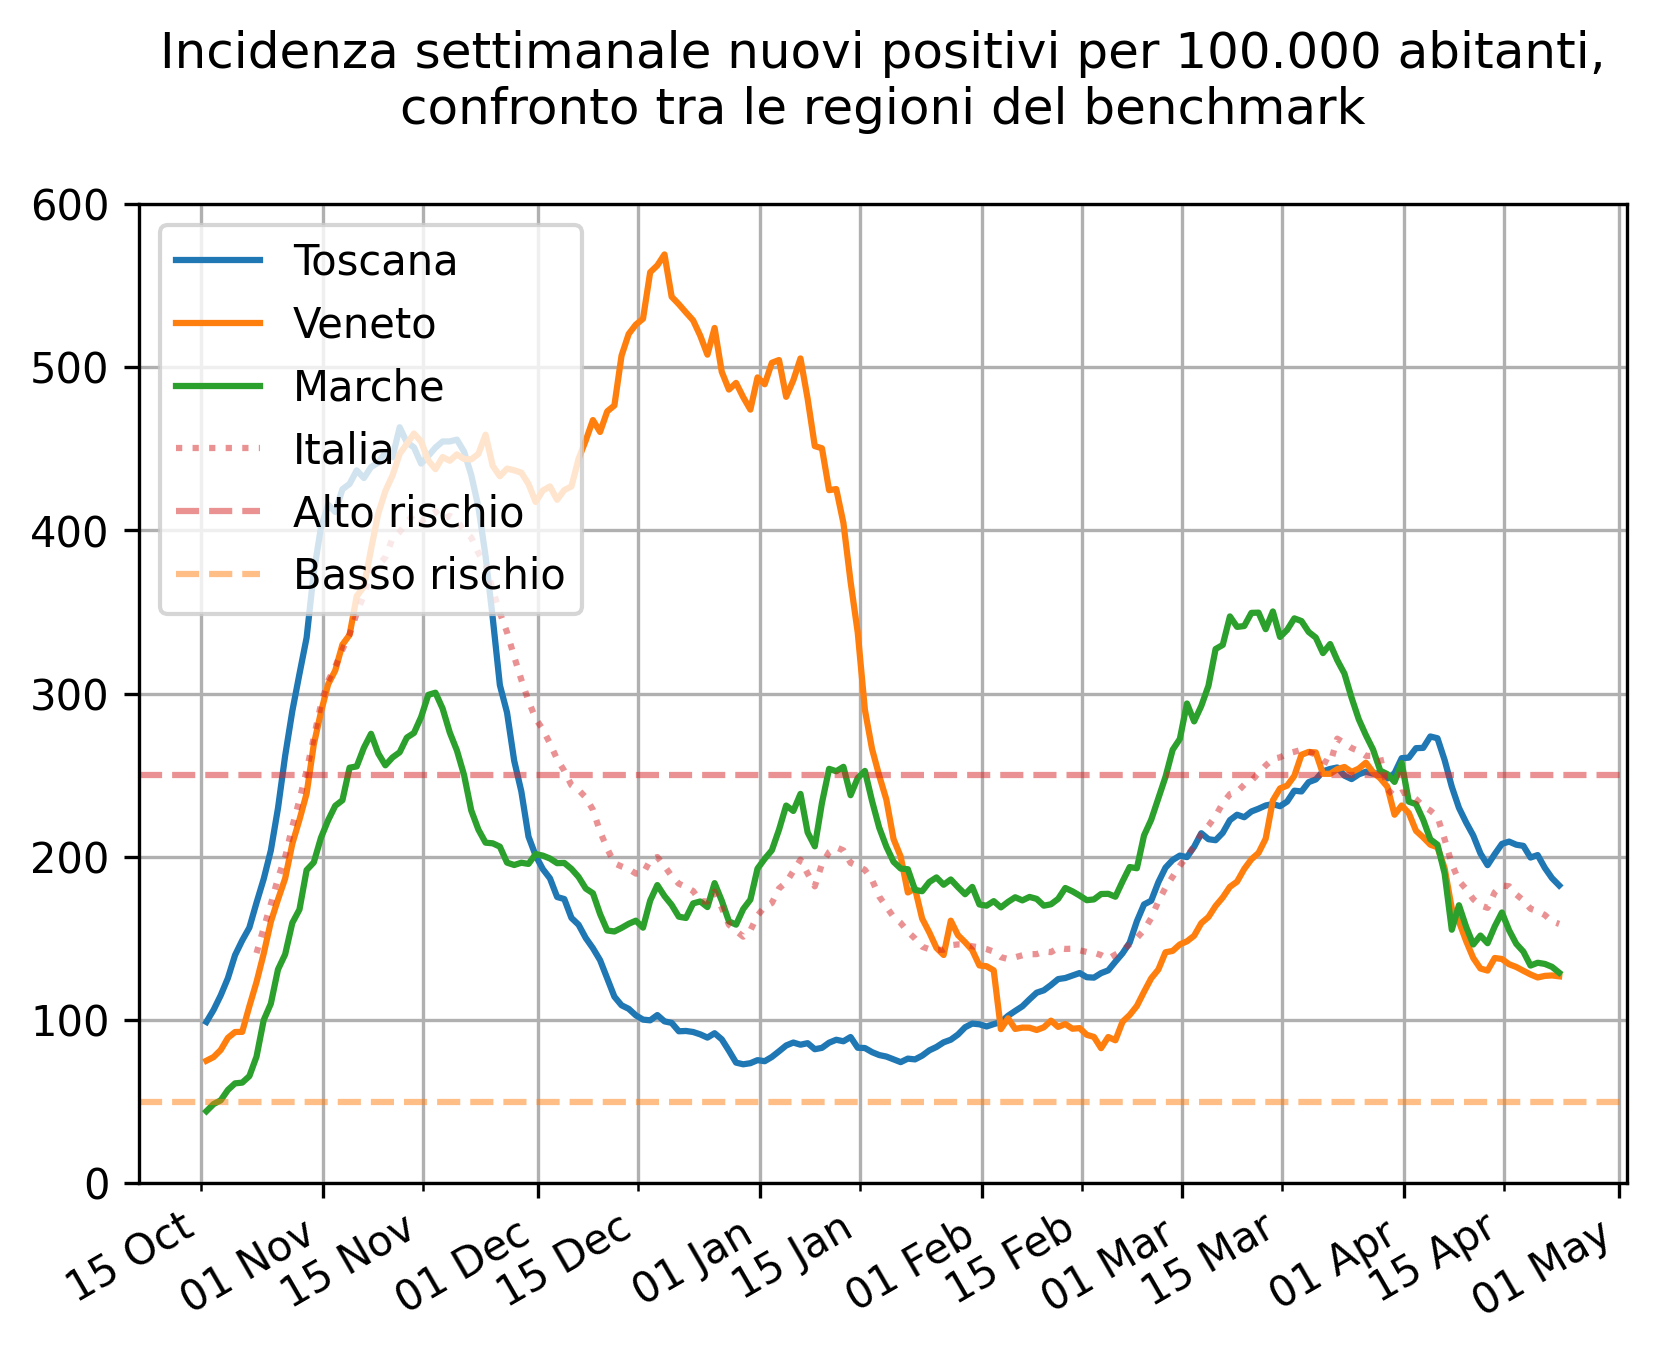 Incidenza settimanale nuovi positivi per 100.000 abitanti,
confronto tra le regioni del benchmark
600
500
400
300
200
100
0
Toscana
Veneto
Marche
Italia
Alto rischio
Basso rischio
15 Oct
01 Nov
15 Nov
01 Dec
15 Dec
01 Jan
15 Jan
01 Feb
15 Feb
01 Mar
15 Mar
01 Apr
15 Apr
01 May